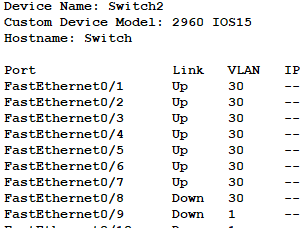 Device Name: Switch2
Custom Device Model: 2960 IOS15
Hostname: Switch
Port Link VLAN IP
FastEthernet0/1 Up 30 --
FastEthernet0/2 Up 30 --
FastEthernet0/3 Up 30 --
FastEthernet0/4 Up 30 --
FastEthernet0/5 Up 30 --
FastEthernet0/6 Up 30 --
FastEthernet0/7 Up 30 --
FastEthernet0/8 Down 30 --
FastEthernet0/9 Down 1 --